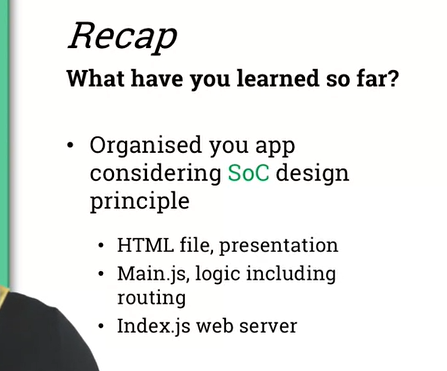 Recap
What have you learned so far?
• Organised you app
considering SoC design
principle
• HTML file, presentation
• Main.js, logic including
routing
• Index.js web server